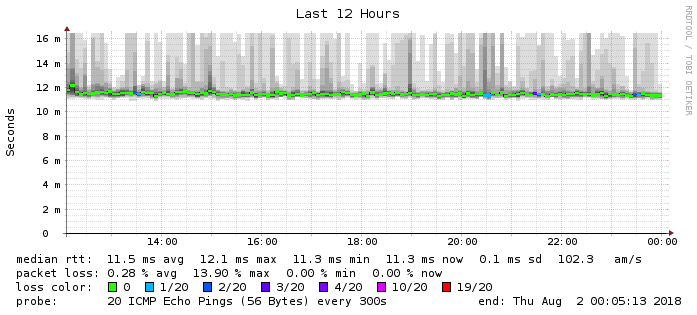 Last 12 Hours
RRDTOOL / TOBI OETIKER
Seconds
16 m
14 m
12 m
10 m
8 m
6 m
4 m
2 m
0
14:00 16:00 18:00 20:00 22:00 00:00
median rtt: 11.5 ms avg 12.1 ms max 11.3 ms min 11.3 ms now 0.1 ms sd 102.3 am/s
packet loss: 0.28 % avg 13.90 % max 0.00 % min 0.00 % now
loss color: 0 1/20 2/20 3/20 4/20 10/20 19/20
probe: 20 ICMP Echo Pings (56 Bytes) every 300s end: Thu Aug 2 00:05:13 2018